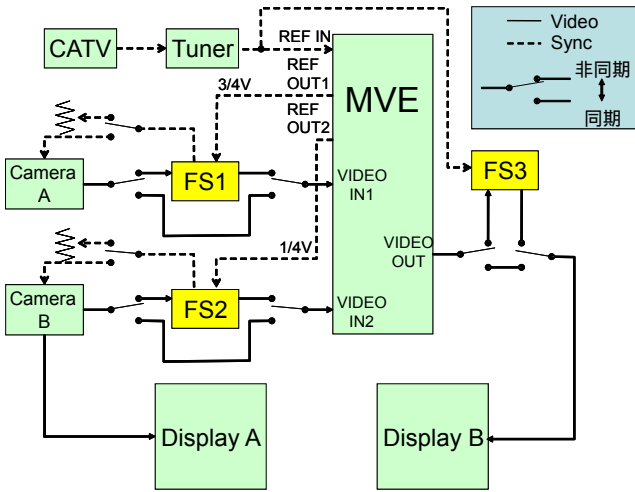 CATV
Tuner
REF IN
MVE
REF
OUT1
3/4V
REF
OUT2
Video
Sync
非同期
同期
Camera
A
FS1
VIDEO
IN1
FS3
1/4V
VIDEO
OUT
Camera
B
FS2
VIDEO
IN2
Display A
Display B